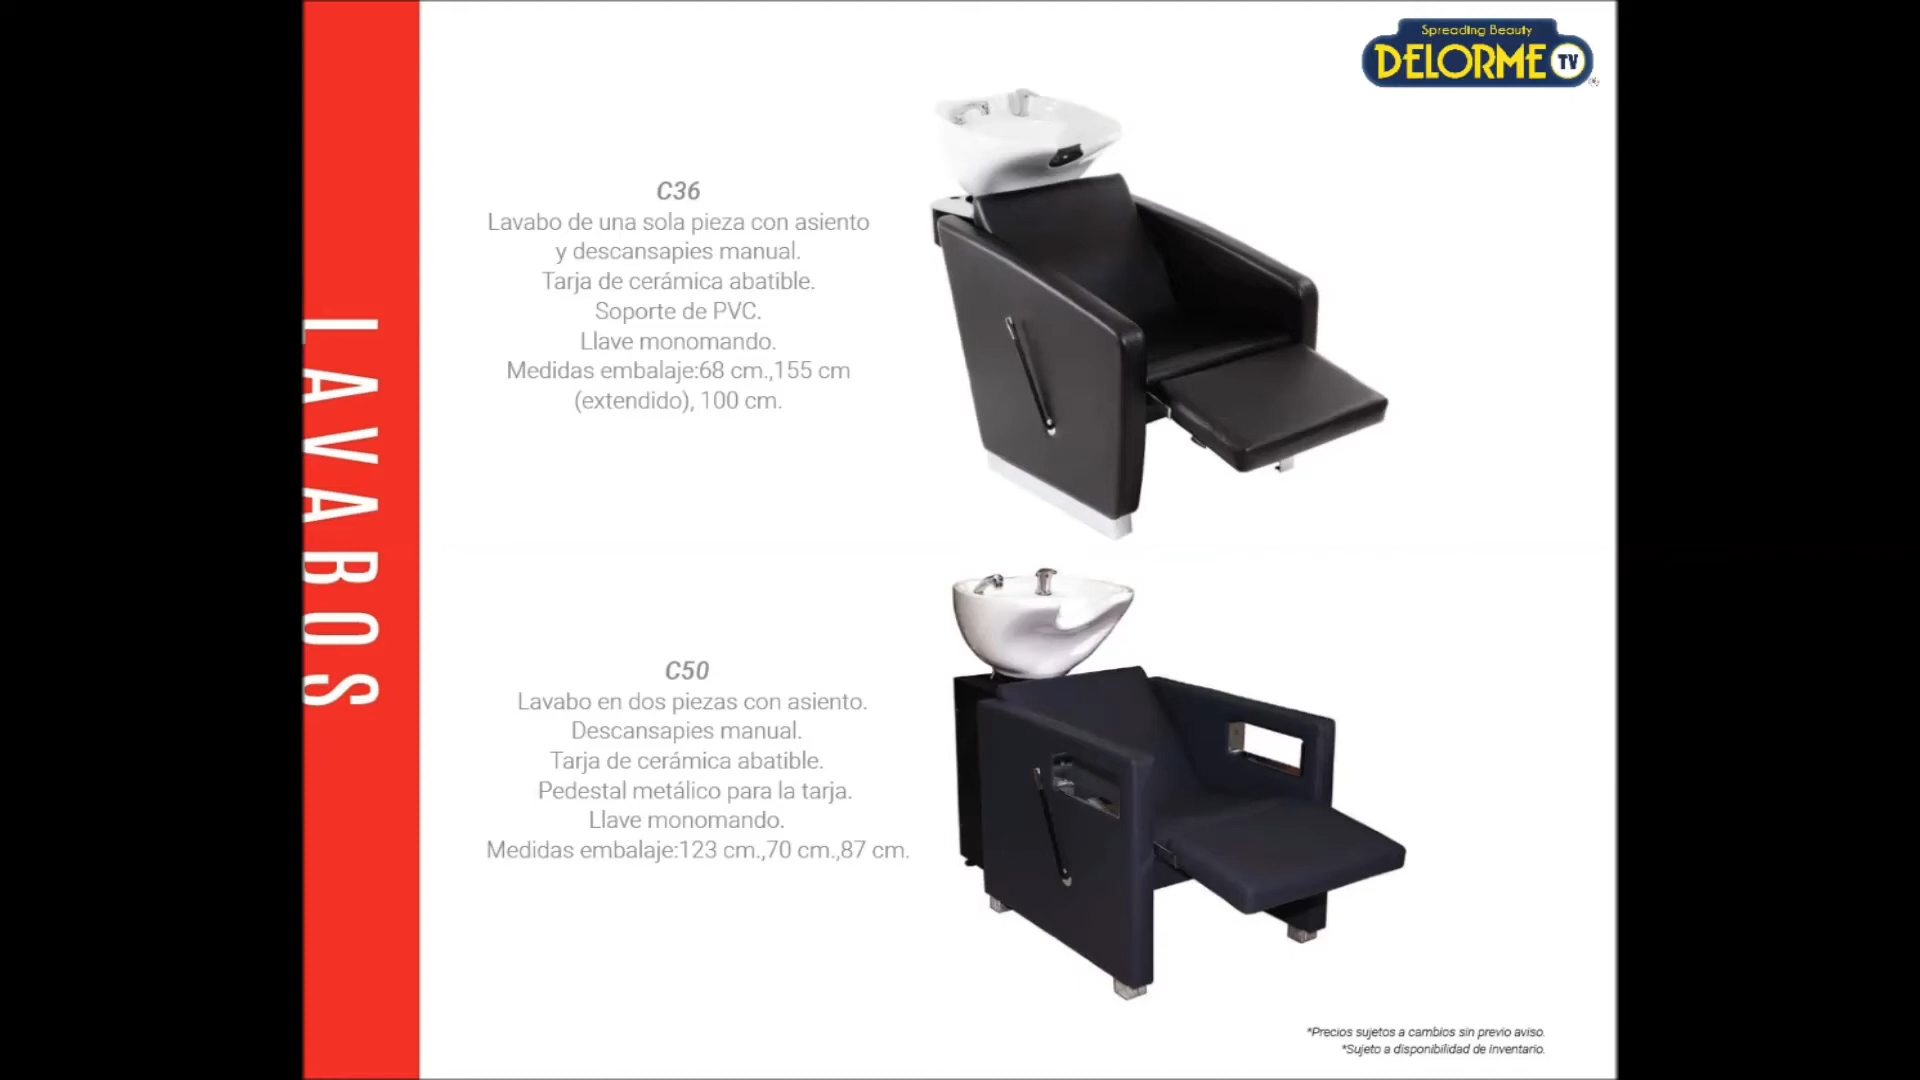 Spreading Beauty
DELORME TV
LAVABOS
C36
Lavabo de una sola pieza con asiento
y descansapies manual.
Tarja de cerámica abatible.
Soporte de PVC.
Llave monomando.
Medidas embalaje:68 cm.,155 cm
(extendido), 100 cm.
C50
Lavabo en dos piezas con asiento.
Descansapies manual.
Tarja de cerámica abatible.
Pedestal metálico para la tarja.
Llave monomando.
Medidas embalaje:123 cm.,70 cm.,87 cm.
*Precios sujetos a cambios sin previo aviso.
*Sujeto a disponibilidad de inventario.